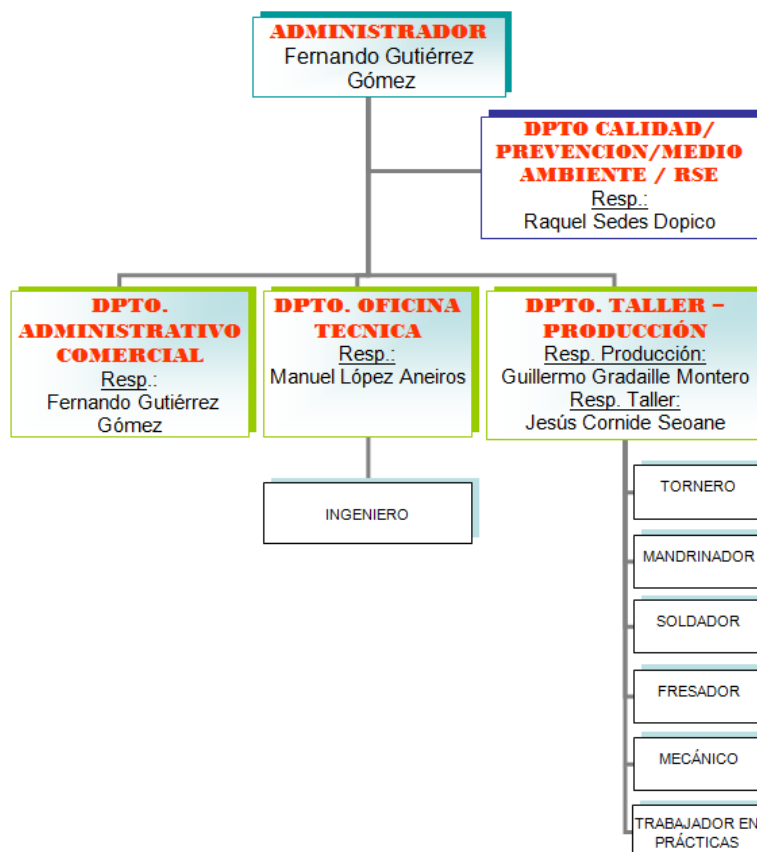 ADMINISTRADOR
Fernando Gutiérrez
Gómez
DPTO CALIDAD/
PREVENCION/MEDIO
AMBIENTE / RSE
Resp.:
Raquel Sedes Dopico
DPTO.
ADMINISTRATIVO
COMERCIAL
Resp.:
Fernando Gutiérrez
Gómez
DPTO. OFICINA
TECNICA
Resp.:
Manuel López Aneiros
DPTO. TALLER –
PRODUCCIÓN
Resp. Producción:
Guillermo Gradaille Montero
Resp. Taller:
Jesús Cornide Seoane
INGENIERO
TORNERO
MANDRINADOR
SOLDADOR
FRESADOR
MECÁNICO
TRABAJADOR EN
PRÁCTICAS